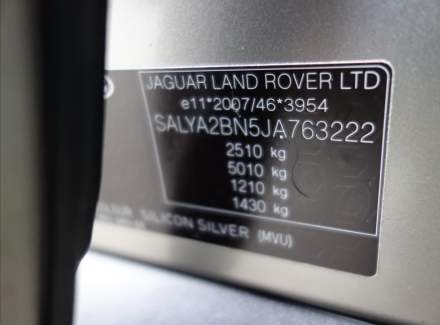 JAGUAR LAND ROVER LTD
e11*2007/46*3954
SALYA2BN5JA763222
2510 kg
5010 kg
1210 kg
1430 kg
SILICON SILVER (MVU)